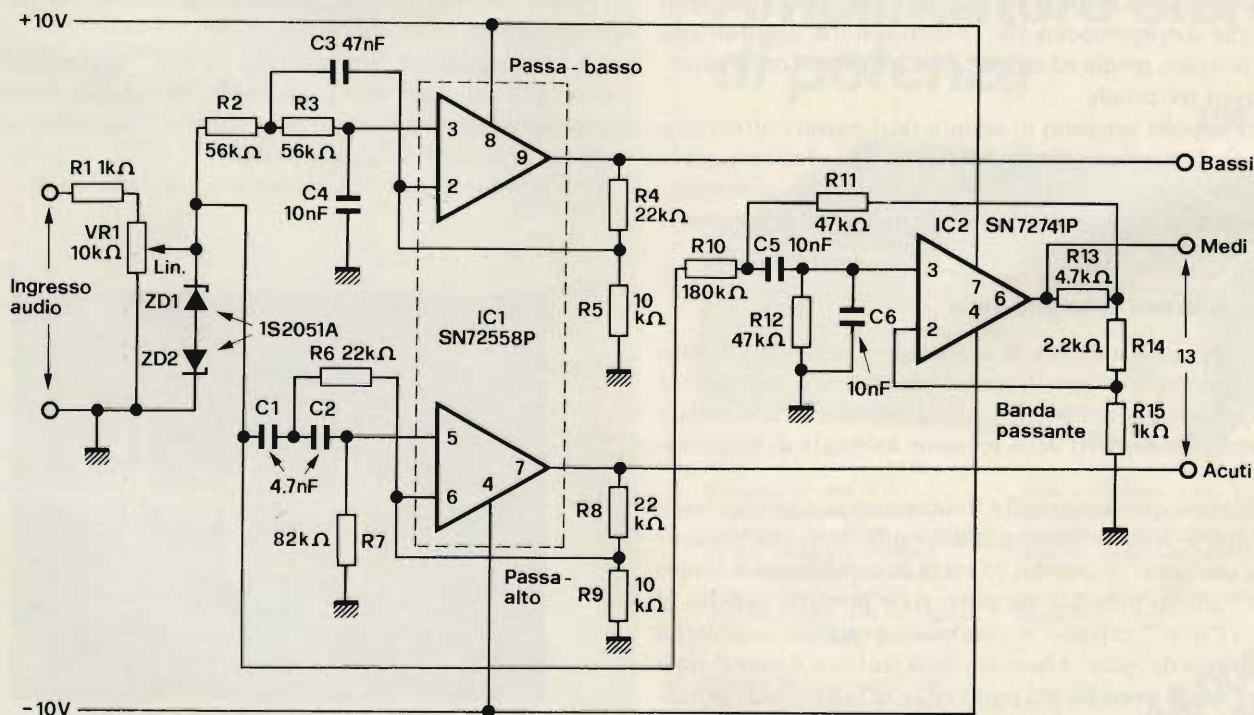 +10V
C3 47nF
Passa-basso
R2
R3
56kΩ
56kΩ
3
8
9
2
Bassi
R1 1kΩ
C4
10nF
R4
22kΩ
R11
47kΩ
IC2 SN72741P
VR1
10kΩ
Lin.
R10
180kΩ
C5 10nF
Medi
R13
4.7kΩ
3
7
6
4
2
Ingresso
audio
ZD1
1S2051A
ZD2
IC1
SN72558P
R5
10
kΩ
R12
47kΩ
C6
10nF
2.2kΩ
R14
13
R6 22kΩ
C1
C2
4.7nF
5
7
6
4
Banda
passante
R15
1kΩ
Acuti
82kΩ
R7
R8
22
kΩ
Passa-
alto
R9
10
kΩ
-10V